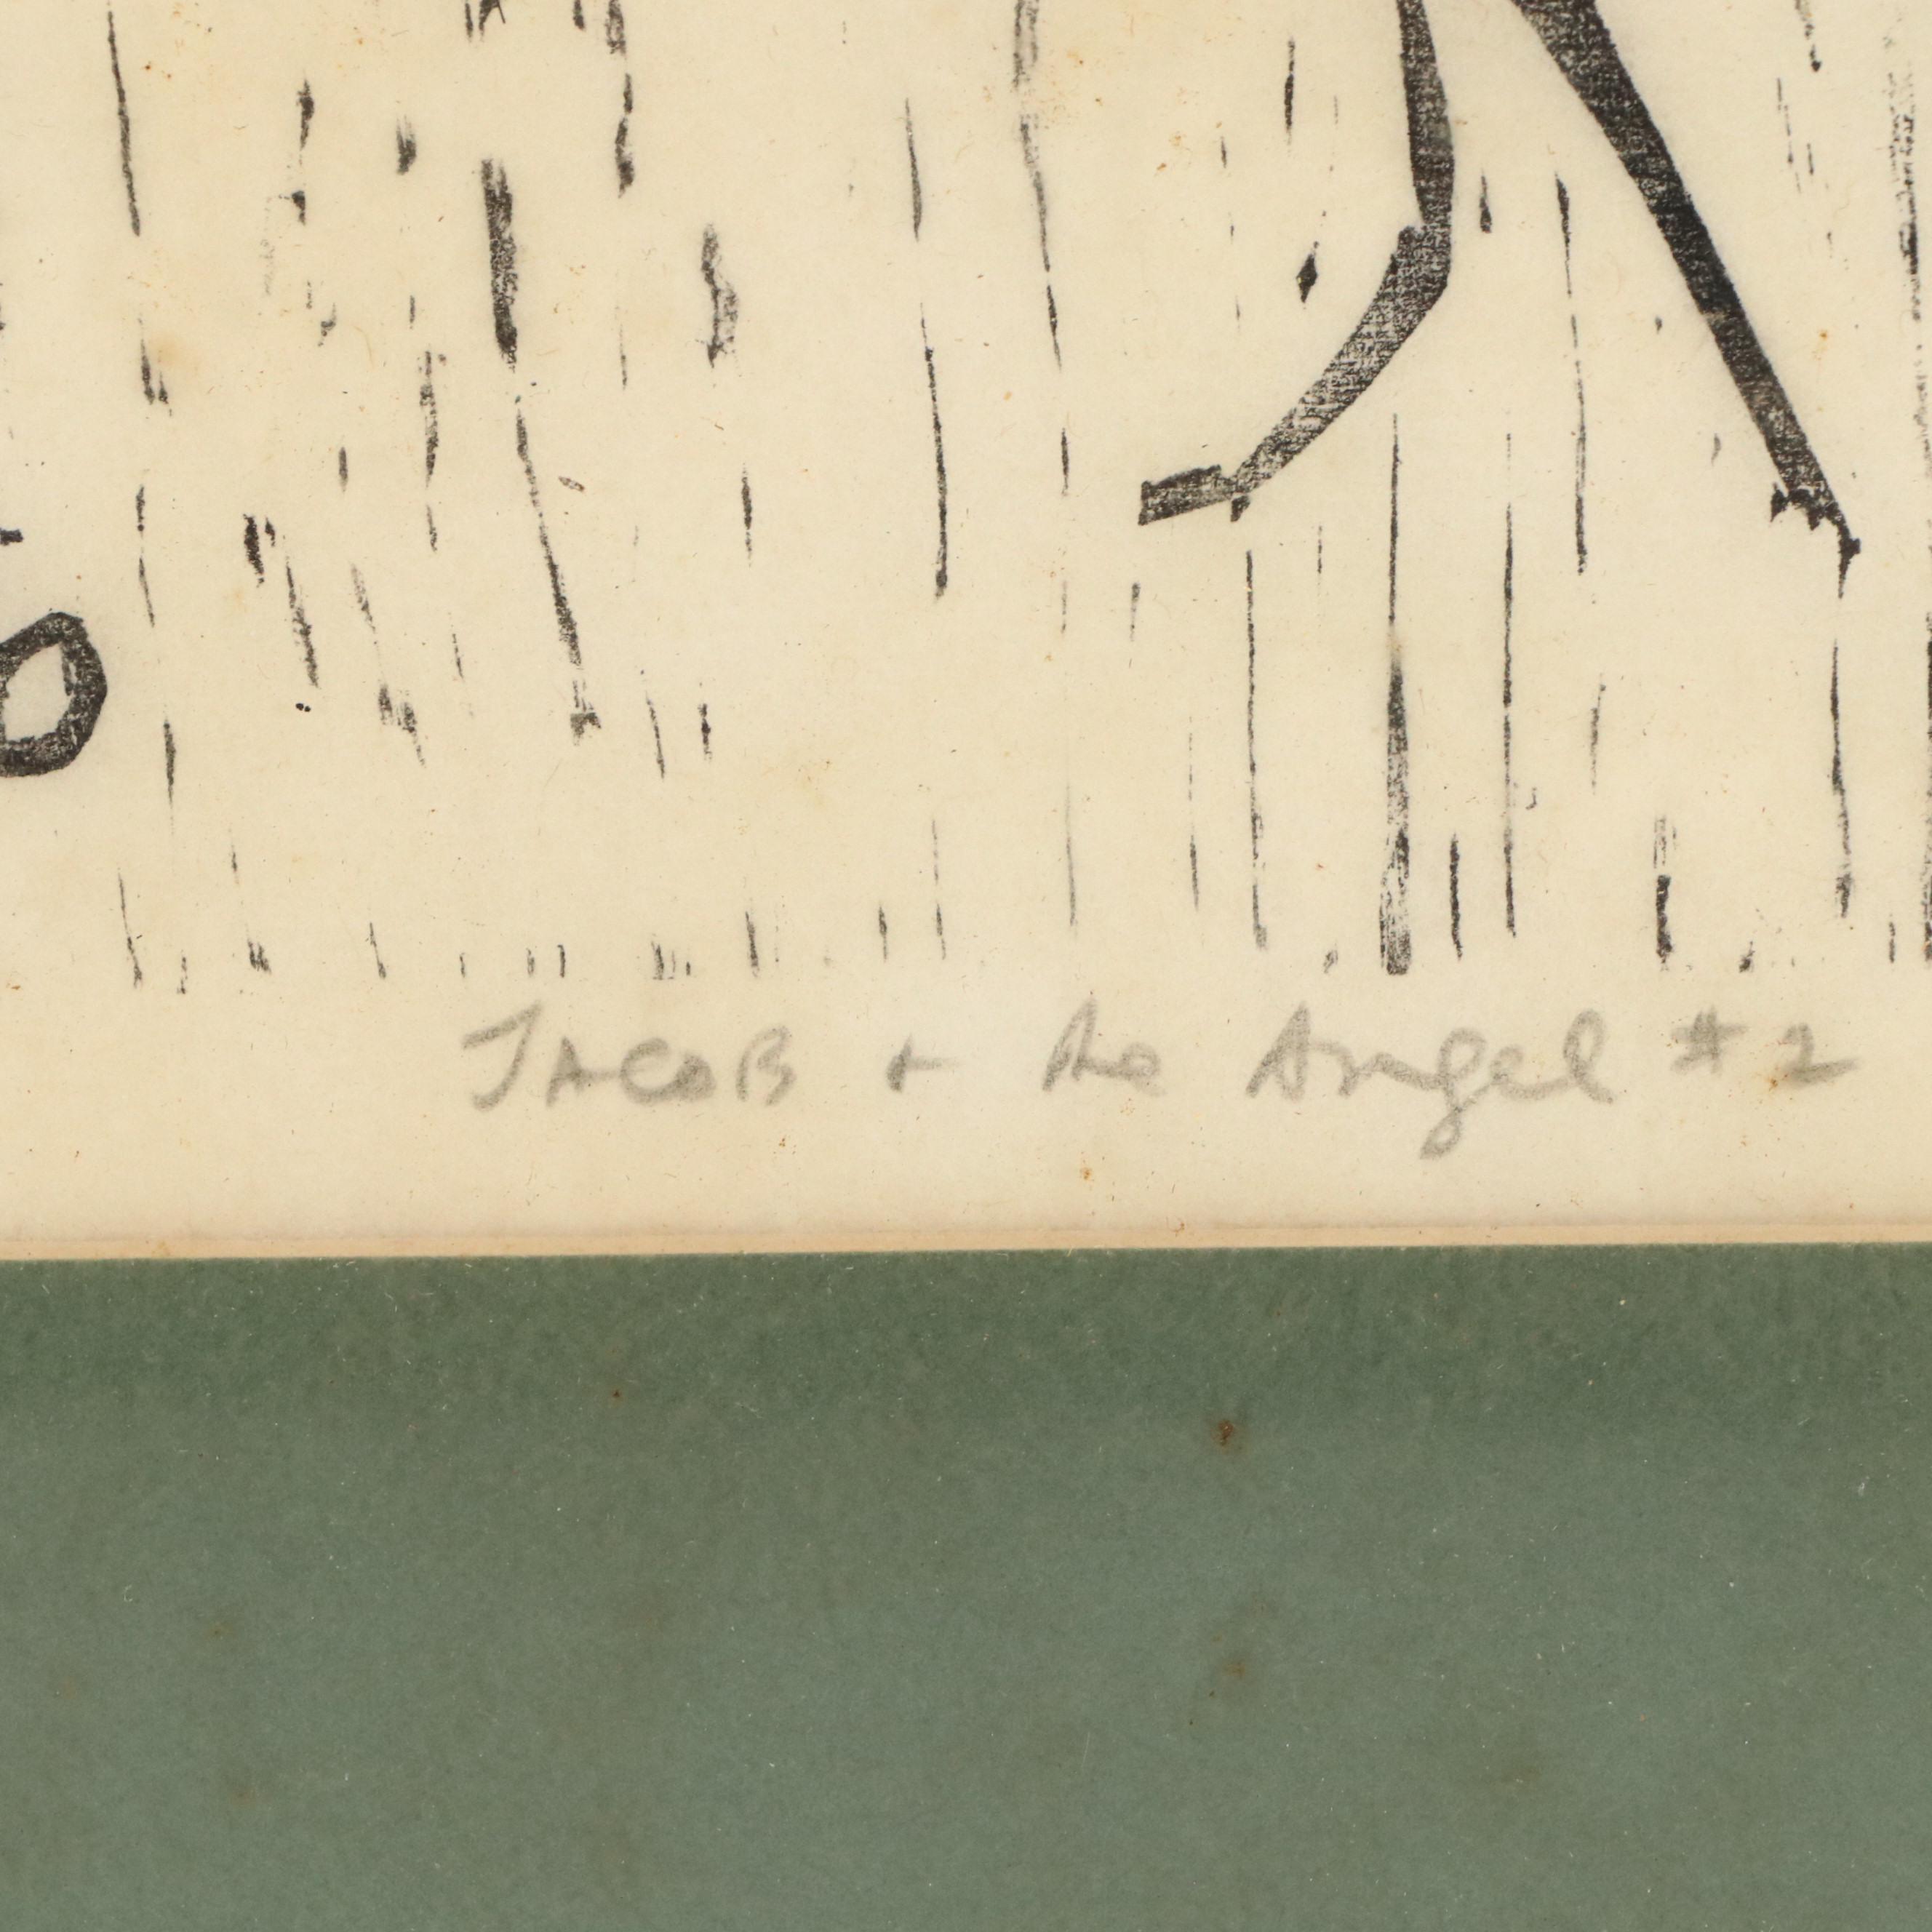 JACOB + the Angel #2